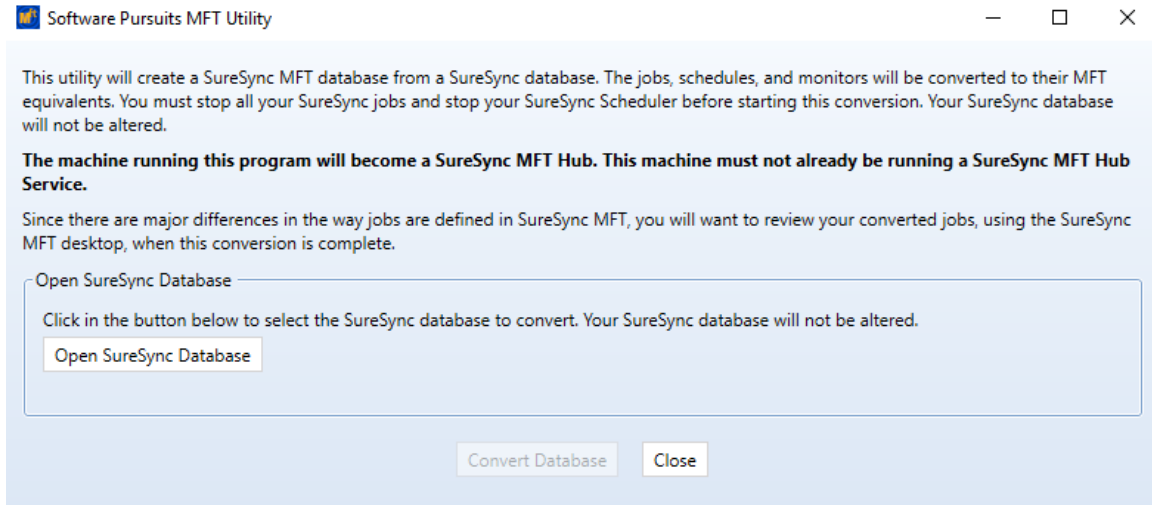 Mft Software Pursuits MFT Utility
This utility will create a SureSync MFT database from a SureSync database. The jobs, schedules, and monitors will be converted to their MFT
equivalents. You must stop all your SureSync jobs and stop your SureSync Scheduler before starting this conversion. Your SureSync database
will not be altered.
The machine running this program will become a SureSync MFT Hub. This machine must not already be running a SureSync MFT Hub
Service.
Since there are major differences in the way jobs are defined in SureSync MFT, you will want to review your converted jobs, using the SureSync
MFT desktop, when this conversion is complete.
Open SureSync Database
Click in the button below to select the SureSync database to convert. Your SureSync database will not be altered.
Open SureSync Database
Convert Database Close